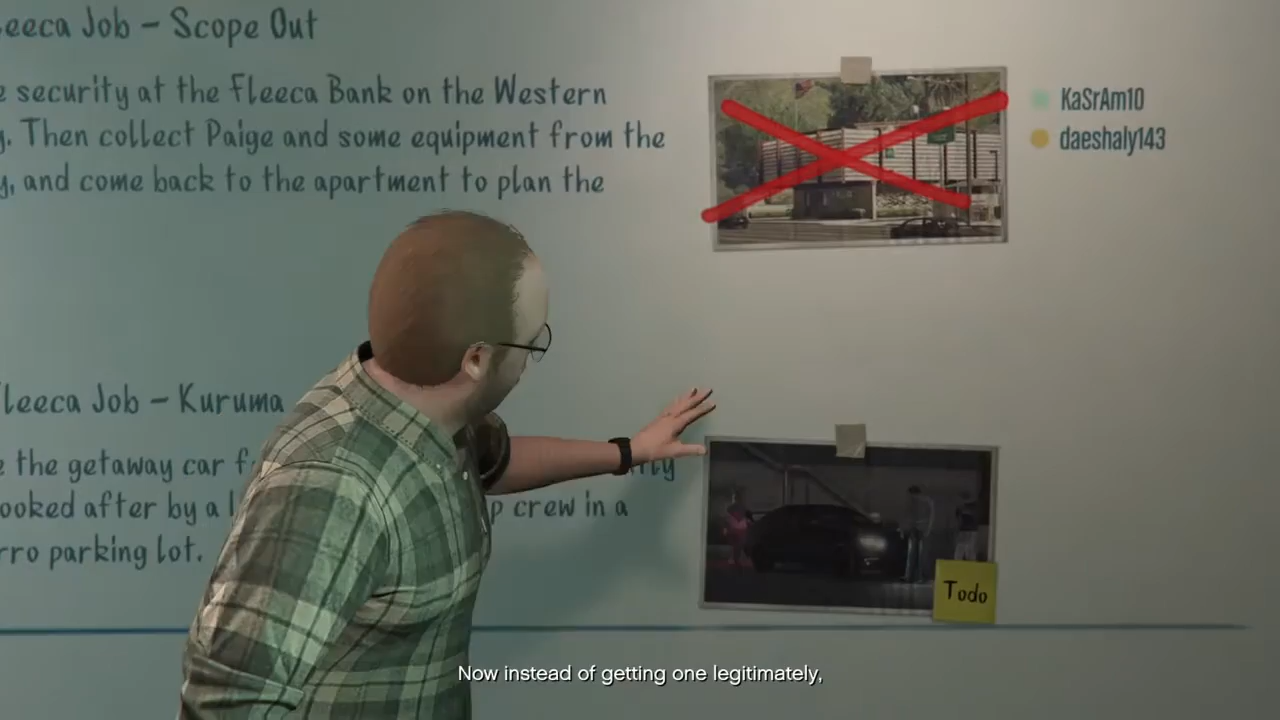 eeca Job - Scope Out
e security at the Fleeca Bank on the Western
y. Then collect Paige and some equipment from the
y, and come back to the apartment to plan the
KaSrAm10
daeshaly143
leeca Job - Kuruma
e the getaway car f
ooked after by a l p crew in a
rro parking lot.
Todo
Now instead of getting one legitimately,